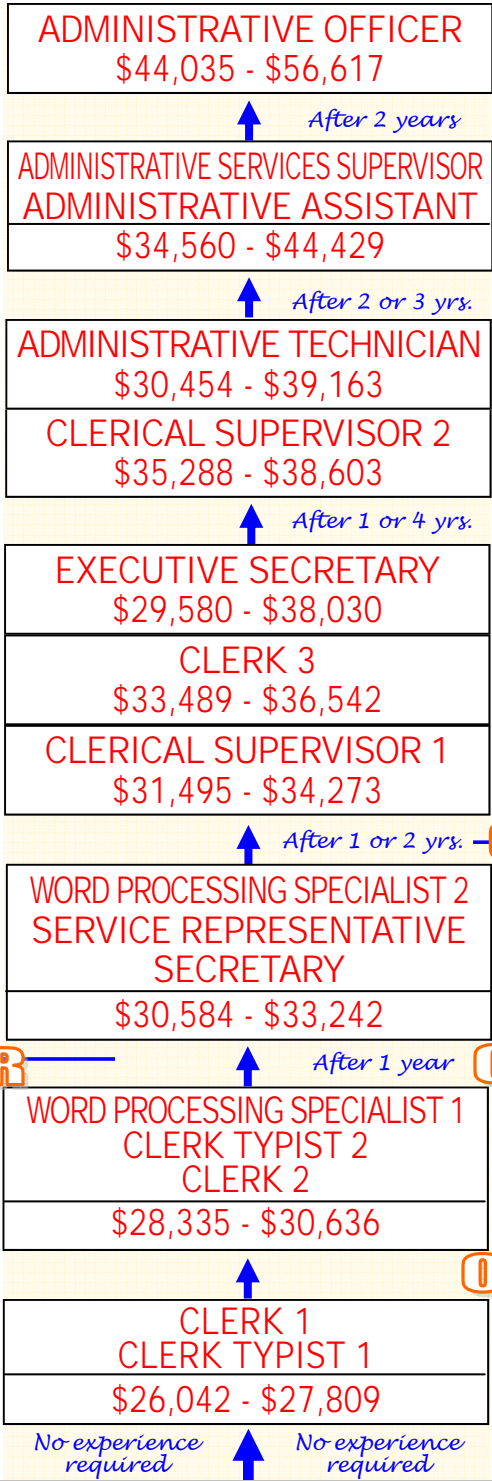 ADMINISTRATIVE OFFICER
$44,035 - $56,617
After 2 years
ADMINISTRATIVE SERVICES SUPERVISOR
ADMINISTRATIVE ASSISTANT
$34,560 - $44,429
After 2 or 3 yrs.
ADMINISTRATIVE TECHNICIAN
$30,454 - $39,163
CLERICAL SUPERVISOR 2
$35,288 - $38,603
After 1 or 4 yrs.
EXECUTIVE SECRETARY
$29,580 - $38,030
CLERK 3
$33,489 - $36,542
CLERICAL SUPERVISOR 1
$31,495 - $34,273
After 1 or 2 yrs.
WORD PROCESSING SPECIALIST 2
SERVICE REPRESENTATIVE
SECRETARY
$30,584 - $33,242
R
After 1 year
WORD PROCESSING SPECIALIST 1
CLERK TYPIST 2
CLERK 2
$28,335 - $30,636
CLERK 1
CLERK TYPIST 1
$26,042 - $27,809
No experience required
No experience required